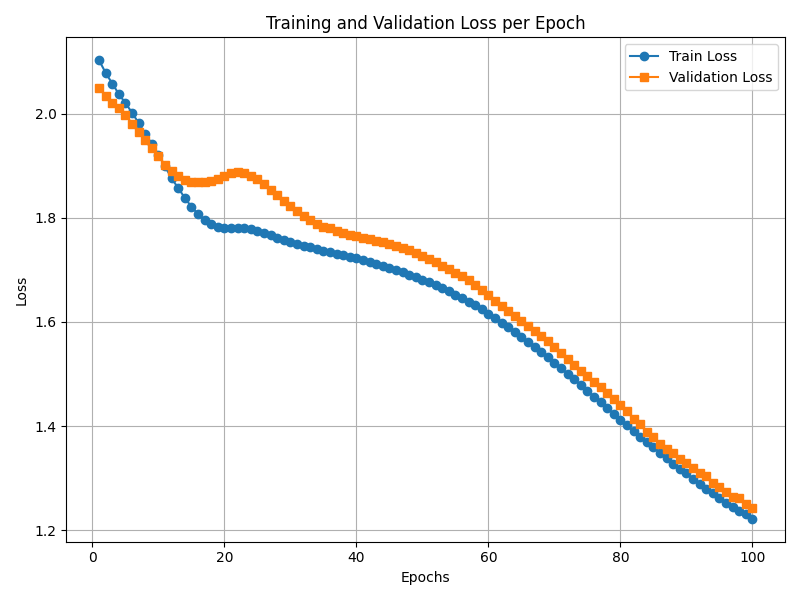 Training and Validation Loss per Epoch
Train Loss
Validation Loss
Loss
2.0
1.8
1.6
1.4
1.2
0 20 40 60 80 100
Epochs